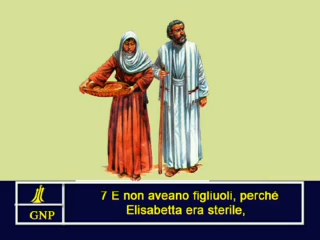 7 E non aveano figliuoli, perché
Elisabetta era sterile,
GNP